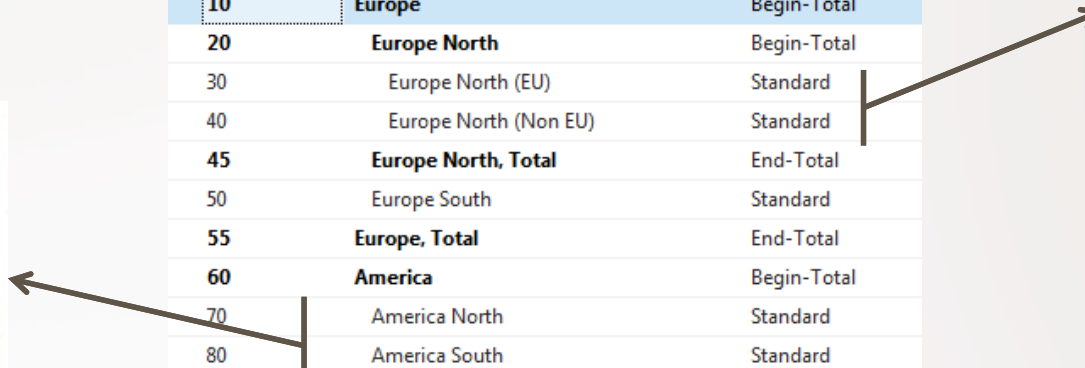 10 Europe Begin-Total
20 Europe North Begin-Total
30 Europe North (EU) Standard
40 Europe North (Non EU) Standard
45 Europe North, Total End-Total
50 Europe South Standard
55 Europe, Total End-Total
60 America Begin-Total
70 America North Standard
80 America South Standard